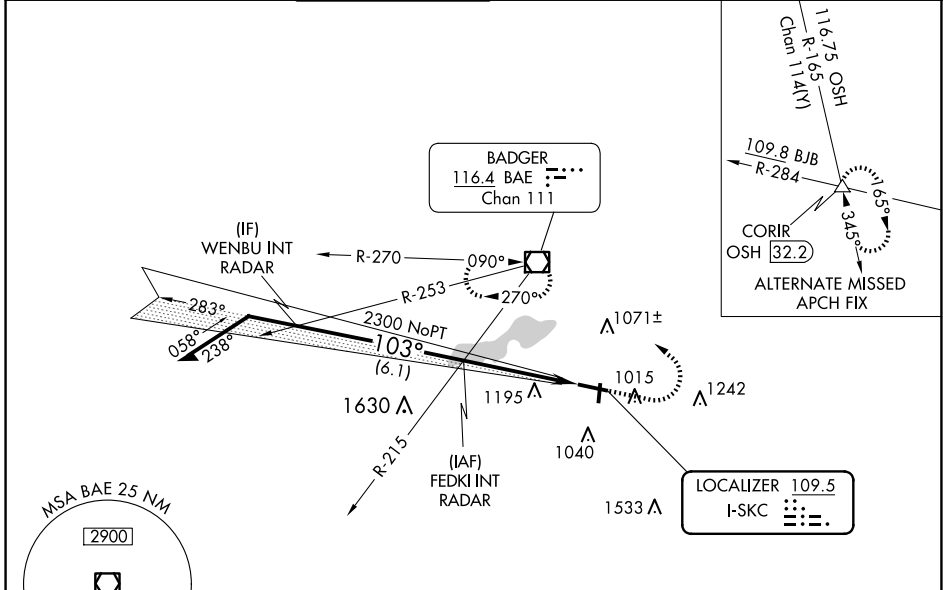 116.75 OSH
R-165
Chan 114(Y)
109.8 BJB
R-284
165°
345°
CORIR
OSH 32.2
ALTERNATE MISSED
APCH FIX
BADGER
116.4 BAE
Chan 111
(IF)
WENBU INT
RADAR
R-270
090°
R-253
270°
283°
2300 NoPT
103°
(6.1)
058°
238°
1071±
1015
1242
1195
1630
1040
R-215
(IAF)
FEDKI INT
RADAR
LOCALIZER 109.5
I-SKC
1533
MSA BAE 25 NM
2900